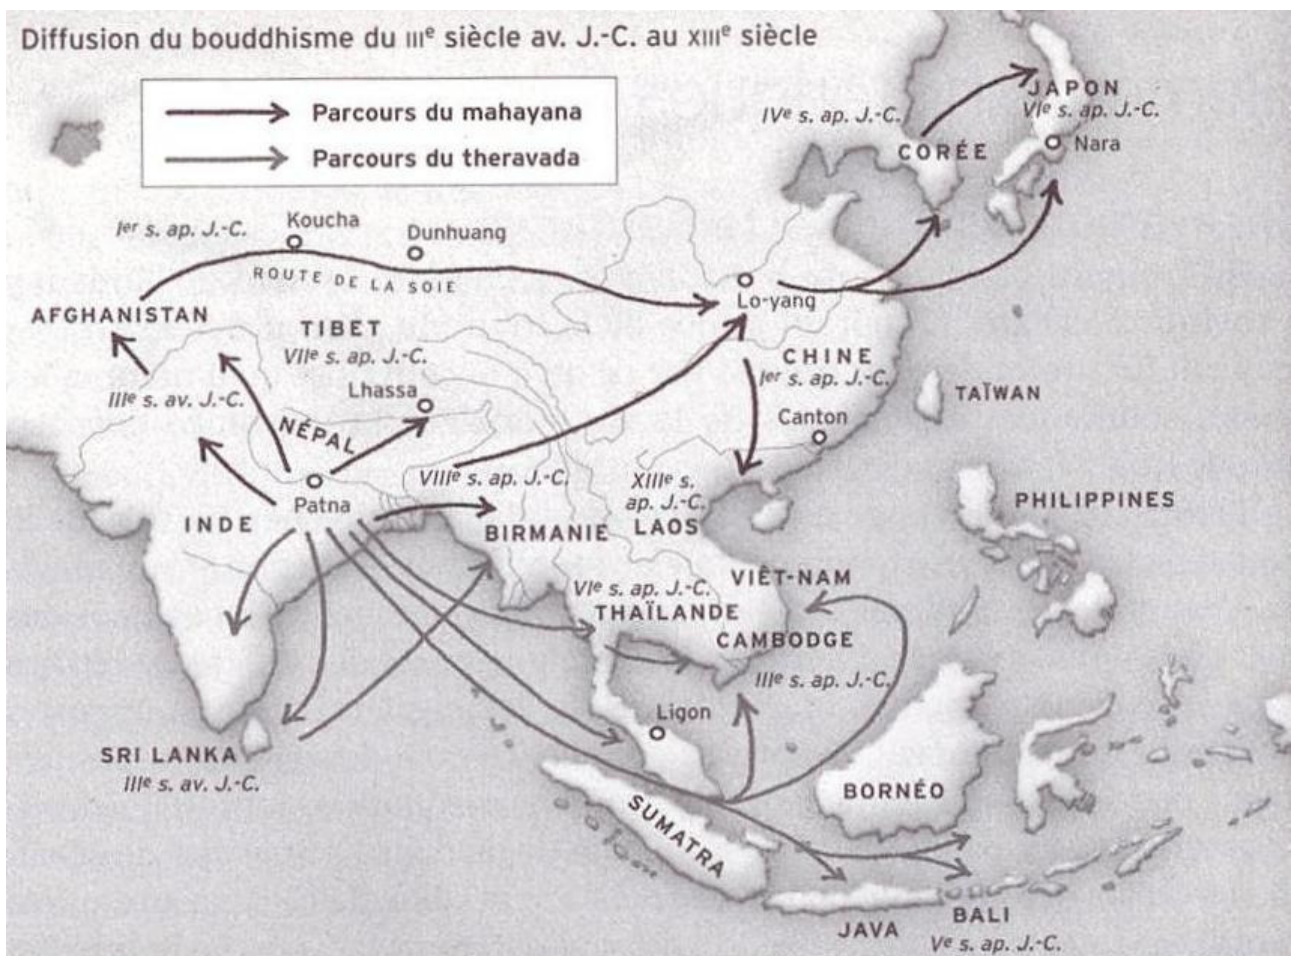 Diffusion du bouddhisme du IIIe siècle av. J.-C. au XIIIe siècle
Parcours du mahayana
Parcours du theravada
IVe s. ap. J.-C.
JAPON
VIe s. ap. J.-C.
CORÉE
Nara
Ier s. ap. J.-C.
Koucha
Dunhuang
ROUTE DE LA SOIE
Lo-yang
AFGHANISTAN
TIBET
VIIe s. ap. J.-C.
CHINE
Ier s. ap. J.-C.
Lhassa
TAÏWAN
IIIe s. av. J.-C.
NÉPAL
Canton
VIIIe s. ap. J.-C.
XIIIe s.
ap. J.-C.
LAOS
PHILIPPINES
Patna
INDE
BIRMANIE
VIÊT-NAM
VIe s. ap. J.-C.
THAÏLANDE
CAMBODGE
IIIe s. ap. J.-C.
Ligon
SRI LANKA
IIIe s. av. J.-C.
BORNÉO
SUMATRA
JAVA
BALI
Ve s. ap. J.-C.